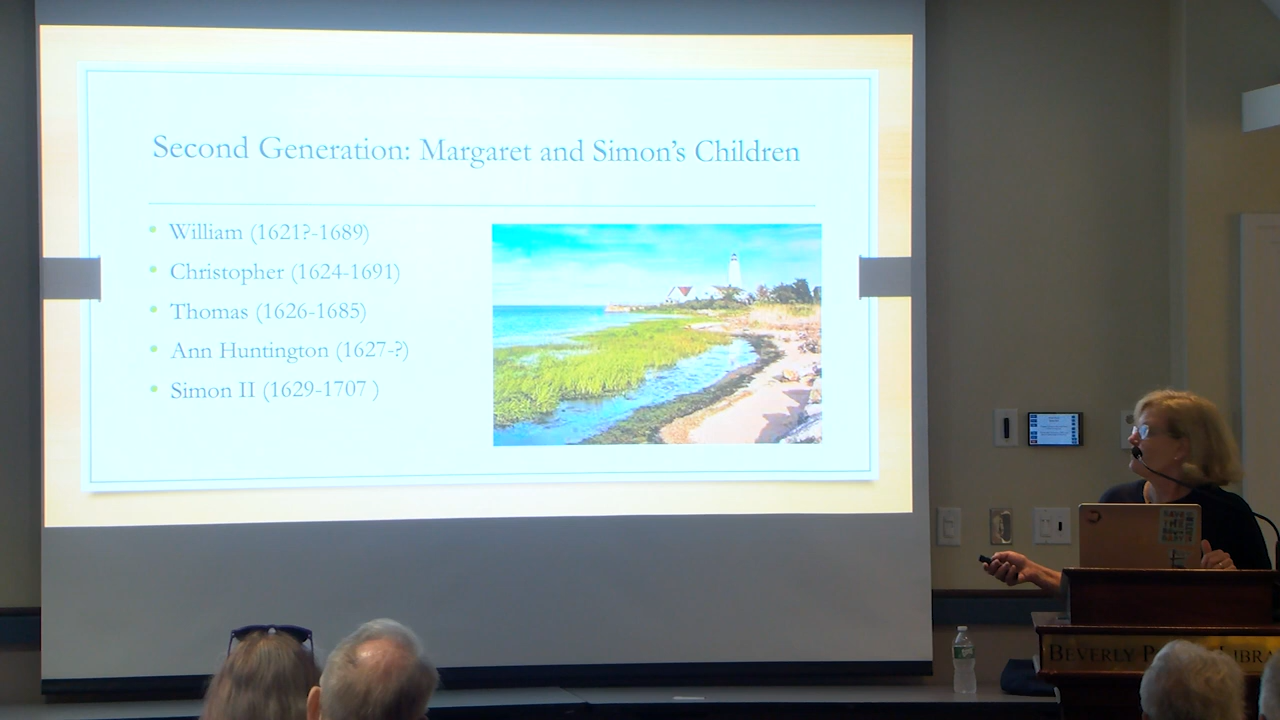 Second Generation: Margaret and Simon's Children
• William (1621?-1689)
• Christopher (1624-1691)
• Thomas (1626-1685)
• Ann Huntington (1627-?)
• Simon II (1629-1707 )
BEVERLY